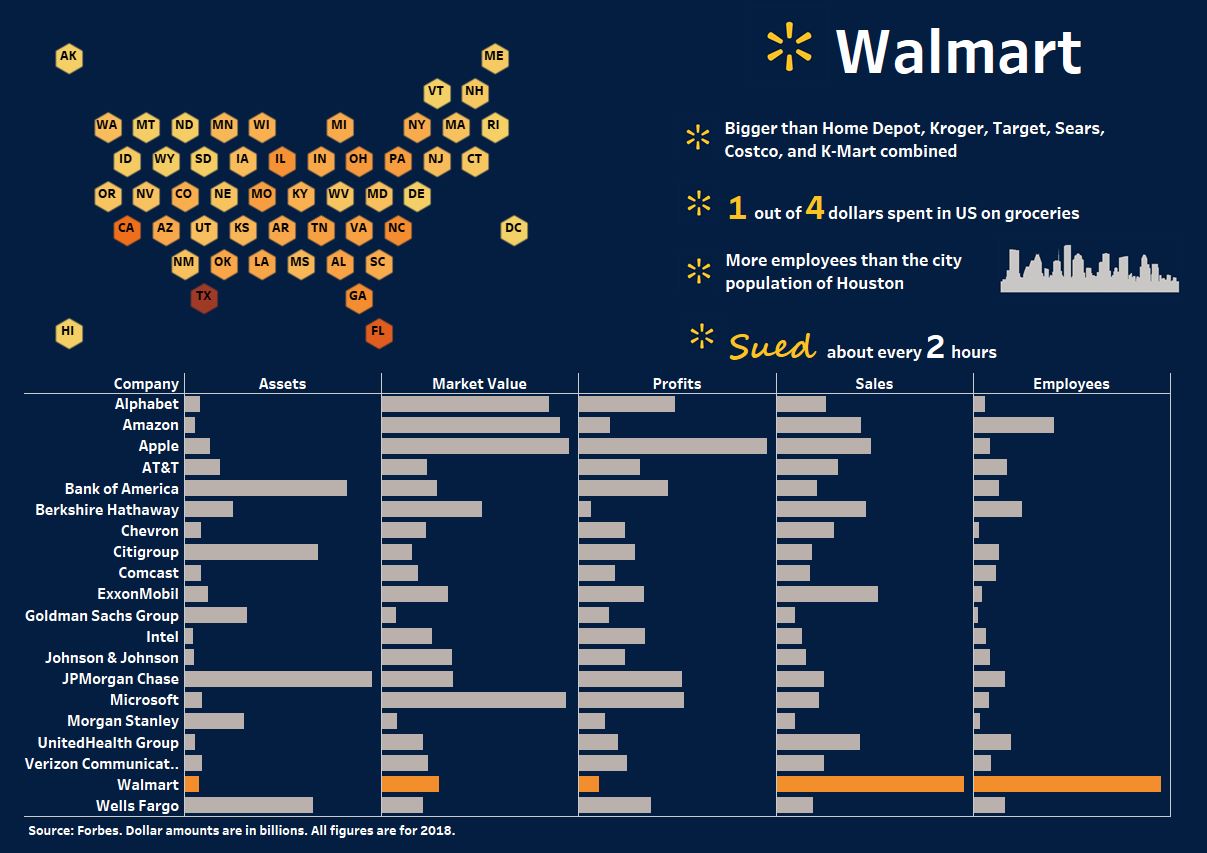 Walmart
AK
ME
VT NH
WA MT ND MN WI MI NY MA RI
ID WY SD IA IL IN OH PA NJ CT
OR NV CO NE MO KY WV MD DE
CA AZ UT KS AR TN VA NC DC
NM OK LA MS AL SC
TX GA
HI FL
Bigger than Home Depot, Kroger, Target, Sears,
Costco, and K-Mart combined
1 out of 4 dollars spent in US on groceries
More employees than the city
population of Houston
Sued about every 2 hours
Company Assets Market Value Profits Sales Employees
Alphabet
Amazon
Apple
AT&T
Bank of America
Berkshire Hathaway
Chevron
Citigroup
Comcast
ExxonMobil
Goldman Sachs Group
Intel
Johnson & Johnson
JPMorgan Chase
Microsoft
Morgan Stanley
UnitedHealth Group
Verizon Communicat..
Walmart
Wells Fargo
Source: Forbes. Dollar amounts are in billions. All figures are for 2018.